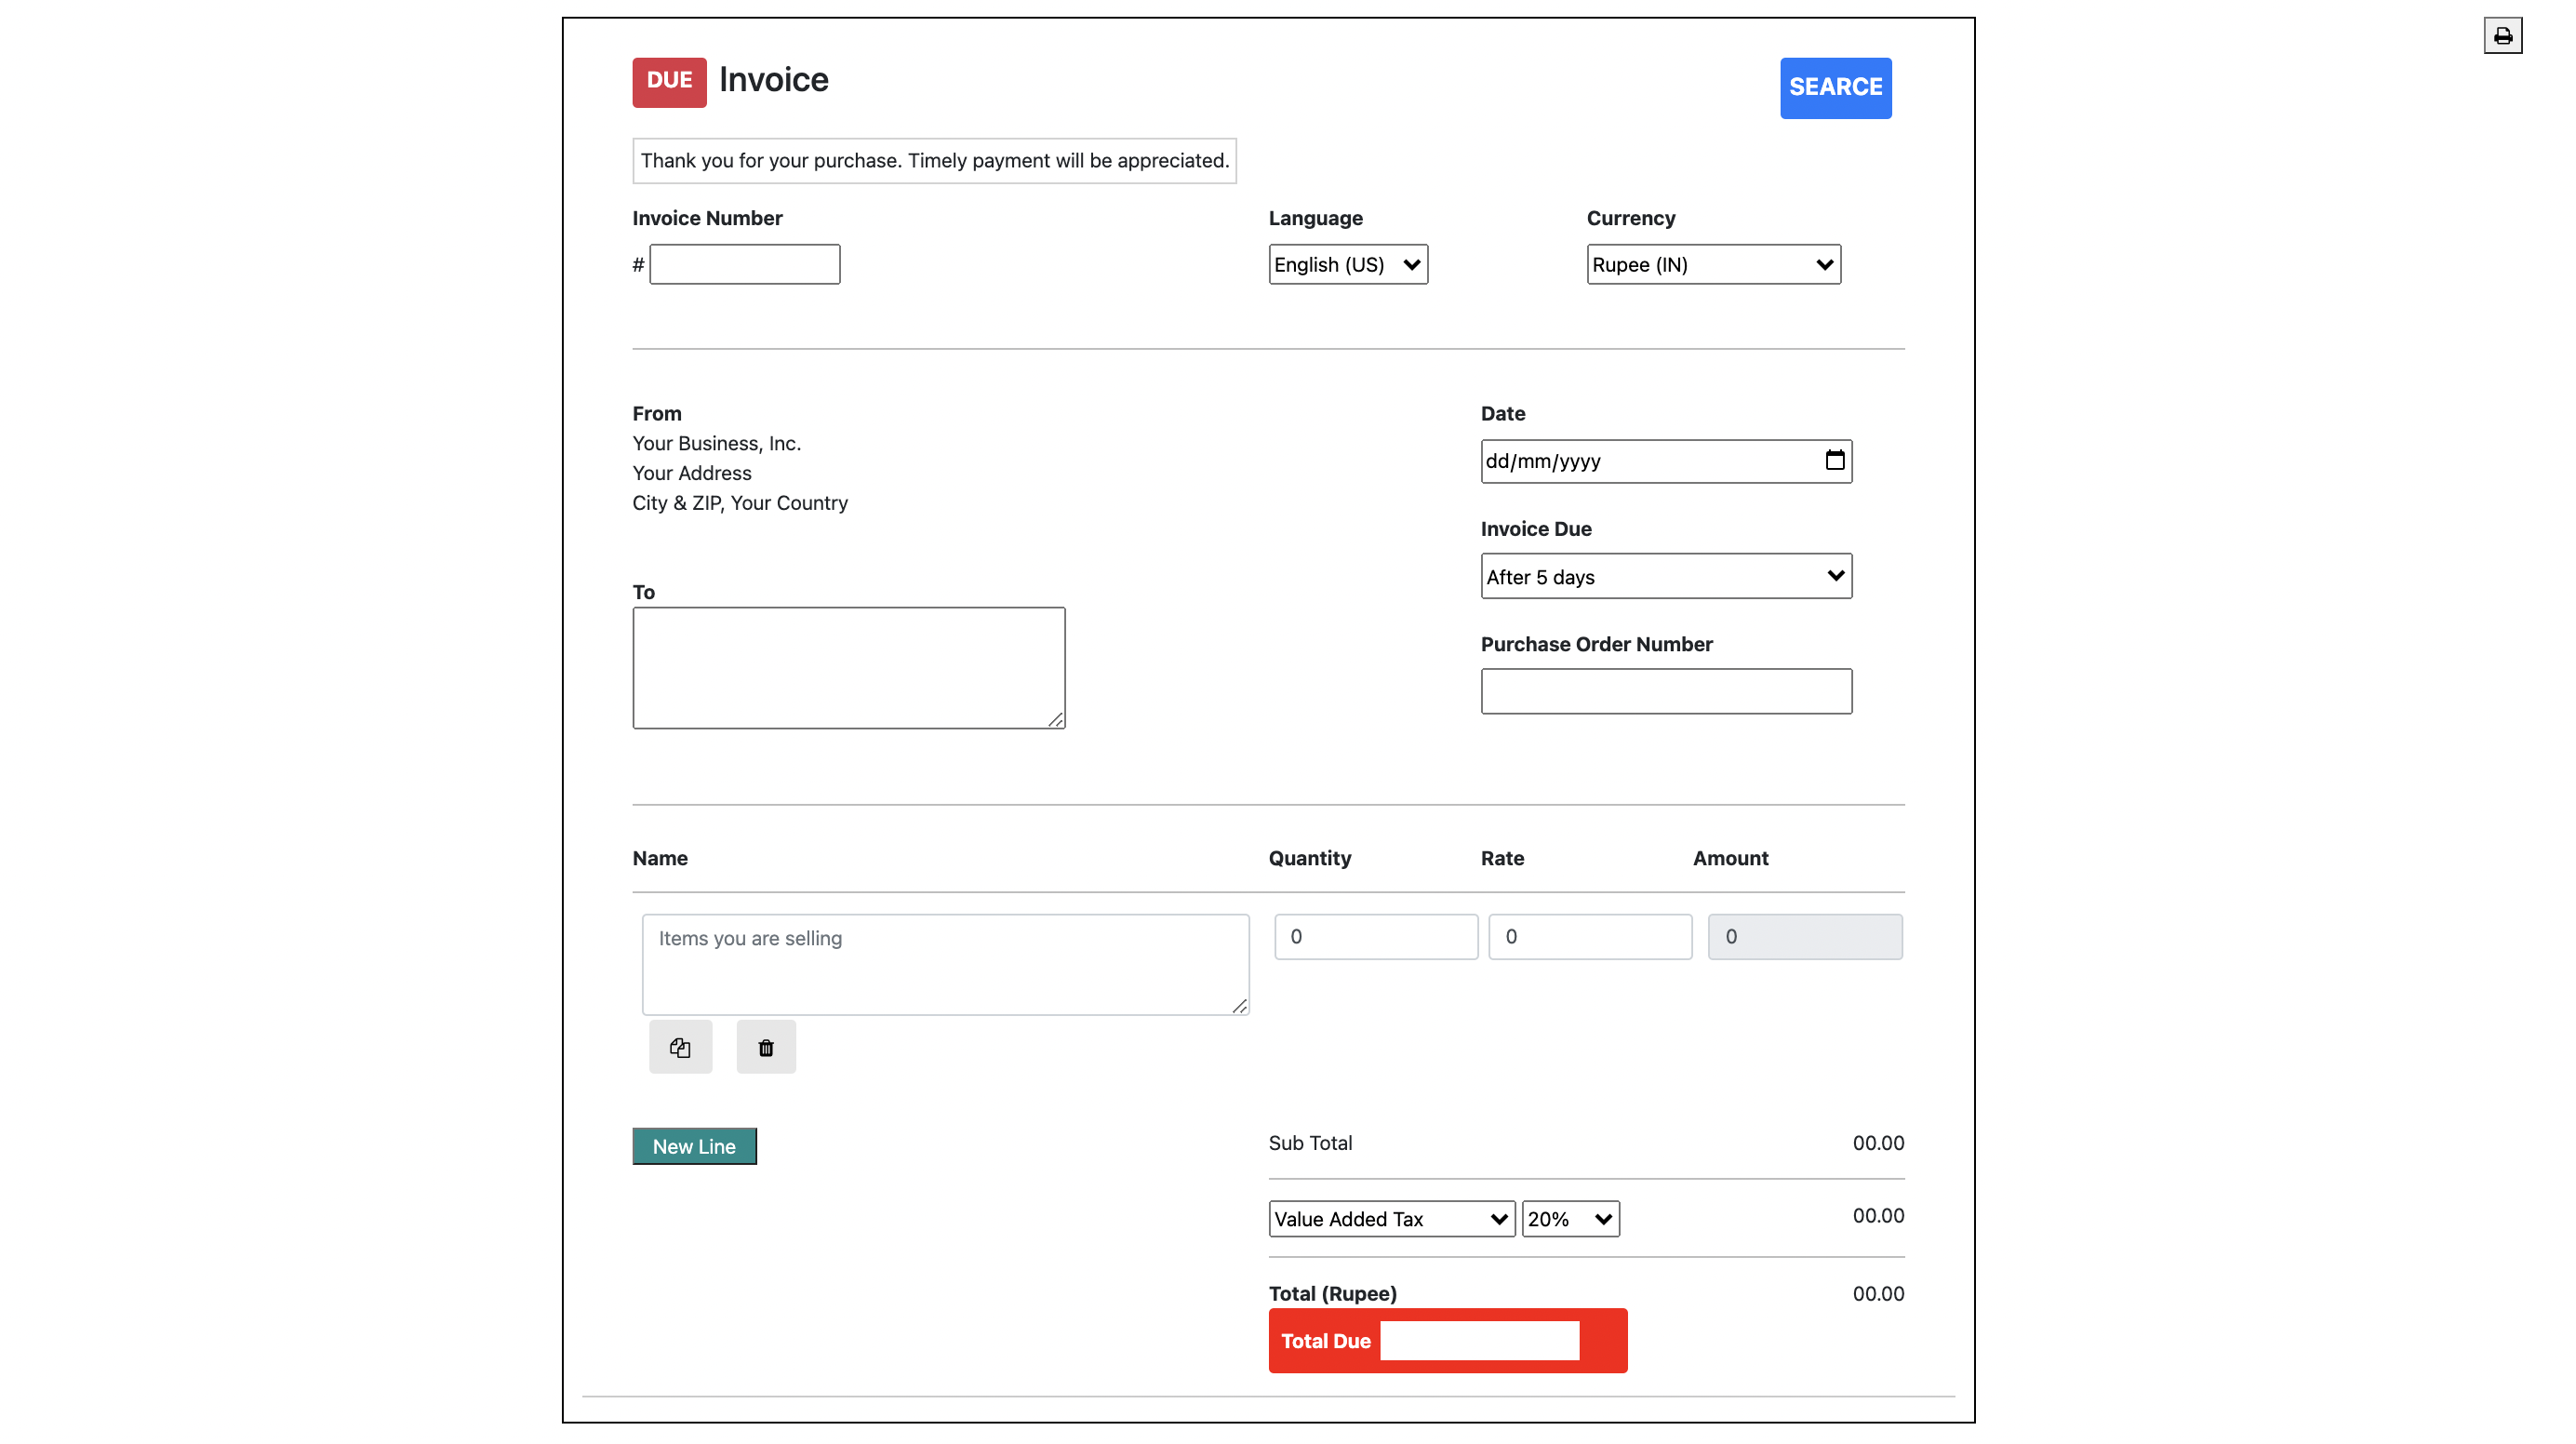 DUE Invoice
SEARCE
Thank you for your purchase. Timely payment will be appreciated.
Invoice Number
Language
Currency
#
English (US)
Rupee (IN)
From
Your Business, Inc.
Your Address
City & ZIP, Your Country
Date
dd/mm/yyyy
Invoice Due
After 5 days
To
Purchase Order Number
Name
Quantity
Rate
Amount
Items you are selling
0
0
0
New Line
Sub Total
00.00
Value Added Tax
20%
00.00
Total (Rupee)
00.00
Total Due